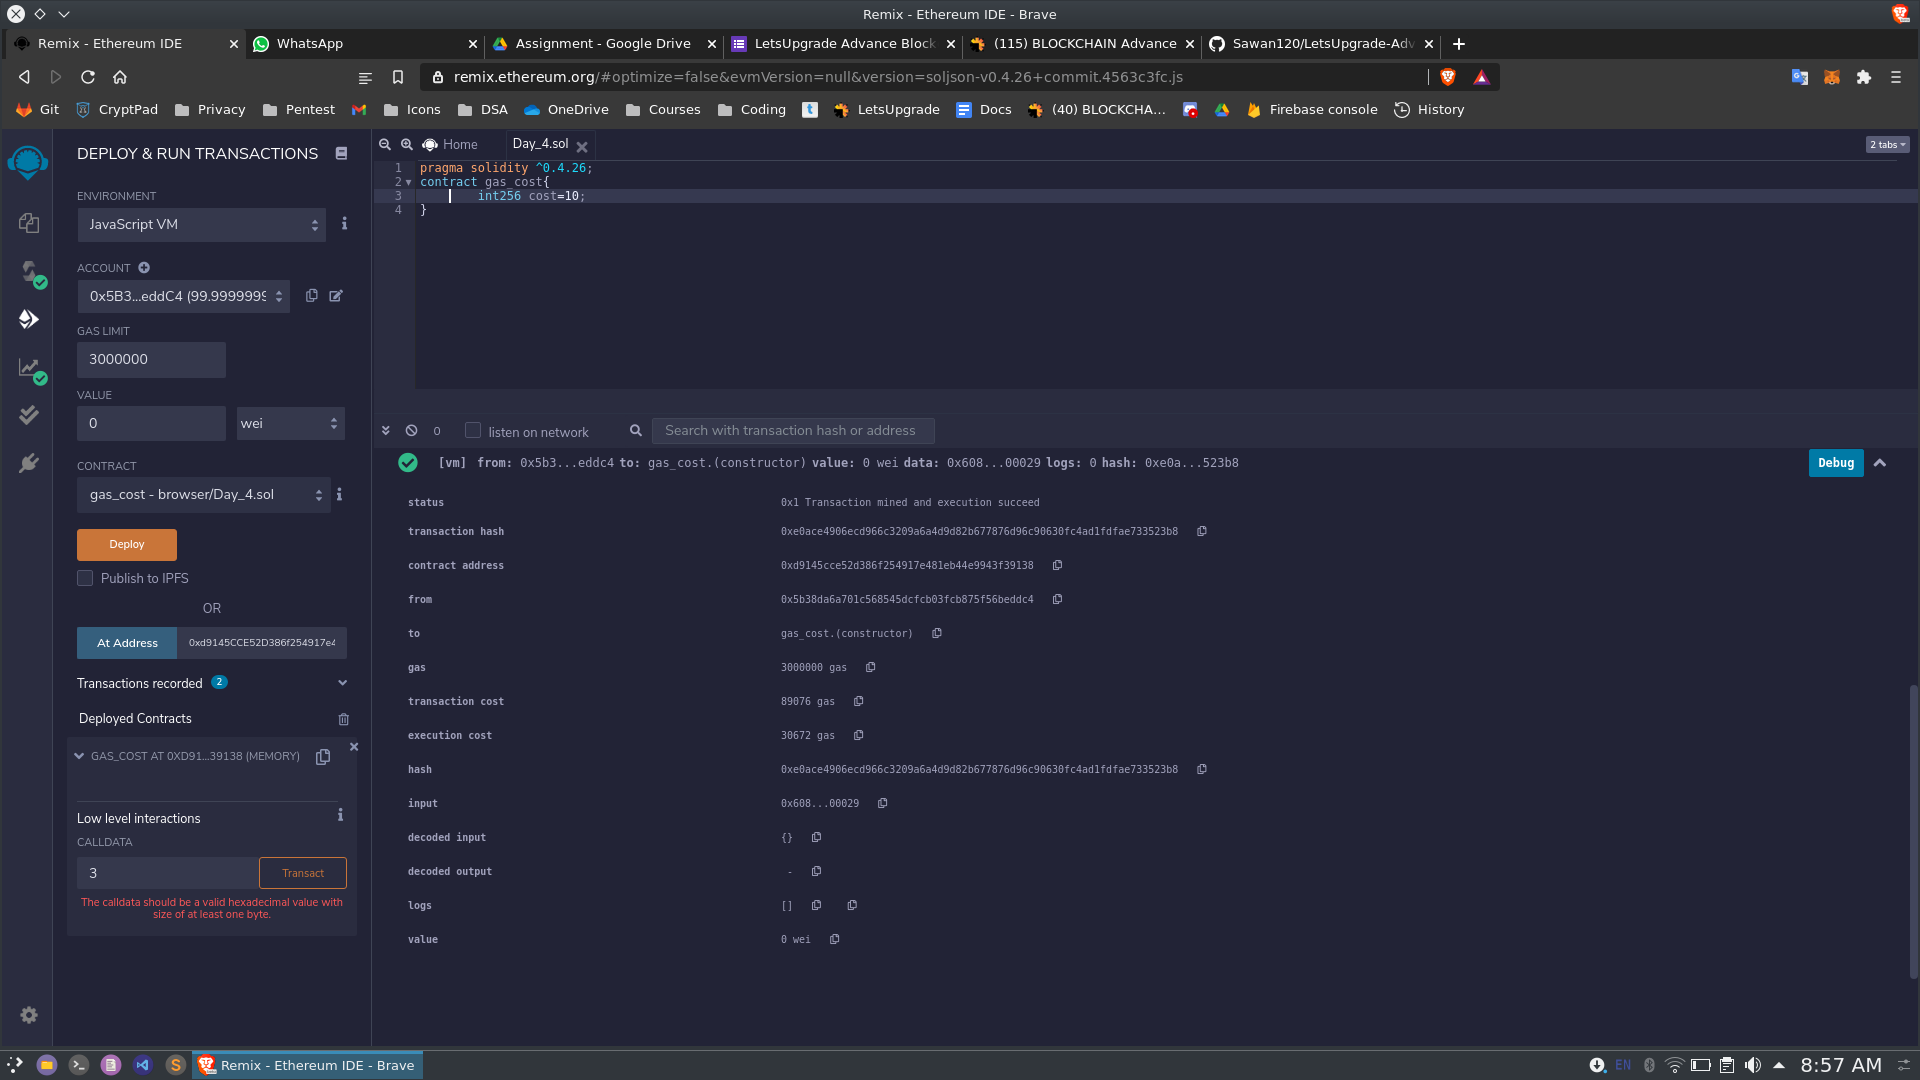 Remix - Ethereum IDE - Brave
Remix - Ethereum IDE
WhatsApp
Assignment - Google Drive
LetsUpgrade Advance Block
(115) BLOCKCHAIN Advance
Sawan120/LetsUpgrade-Adv
remix.ethereum.org/#optimize=false&evmVersion=null&version=soljson-v0.4.26+commit.4563c3fc.js
Git
CryptPad
Privacy
Pentest
Icons
DSA
OneDrive
Courses
Coding
LetsUpgrade
Docs
(40) BLOCKCHA...
Firebase console
History
DEPLOY & RUN TRANSACTIONS
ENVIRONMENT
JavaScript VM
ACCOUNT
0x5B3...eddC4 (99.9999999
GAS LIMIT
3000000
VALUE
0
wei
CONTRACT
gas_cost - browser/Day_4.sol
Deploy
Publish to IPFS
OR
At Address
0xd9145CCE52D386f254917e4
Transactions recorded 2
Deployed Contracts
GAS_COST AT 0XD91...39138 (MEMORY)
Low level interactions
CALLDATA
3
Transact
The calldata should be a valid hexadecimal value with
size of at least one byte.
Home
Day_4.sol
2 tabs
1 pragma solidity ^0.4.26;
2 contract gas_cost{
3 int256 cost=10;
4 }
0
listen on network
Search with transaction hash or address
[vm] from: 0x5b3...eddc4 to: gas_cost.(constructor) value: 0 wei data: 0x608...00029 logs: 0 hash: 0xe0a...523b8
Debug
status 0x1 Transaction mined and execution succeed
transaction hash 0xe0ace4906ecd966c3209a6a4d9d82b677876d96c90630fc4ad1fdfae733523b8
contract address 0xd9145cce52d386f254917e481eb44e9943f39138
from 0x5b38da6a701c568545dcfcb03fcb875f56beddc4
to gas_cost.(constructor)
gas 3000000 gas
transaction cost 89076 gas
execution cost 30672 gas
hash 0xe0ace4906ecd966c3209a6a4d9d82b677876d96c90630fc4ad1fdfae733523b8
input 0x608...00029
decoded input {}
decoded output -
logs []
value 0 wei
Remix - Ethereum IDE - Brave
EN
8:57 AM